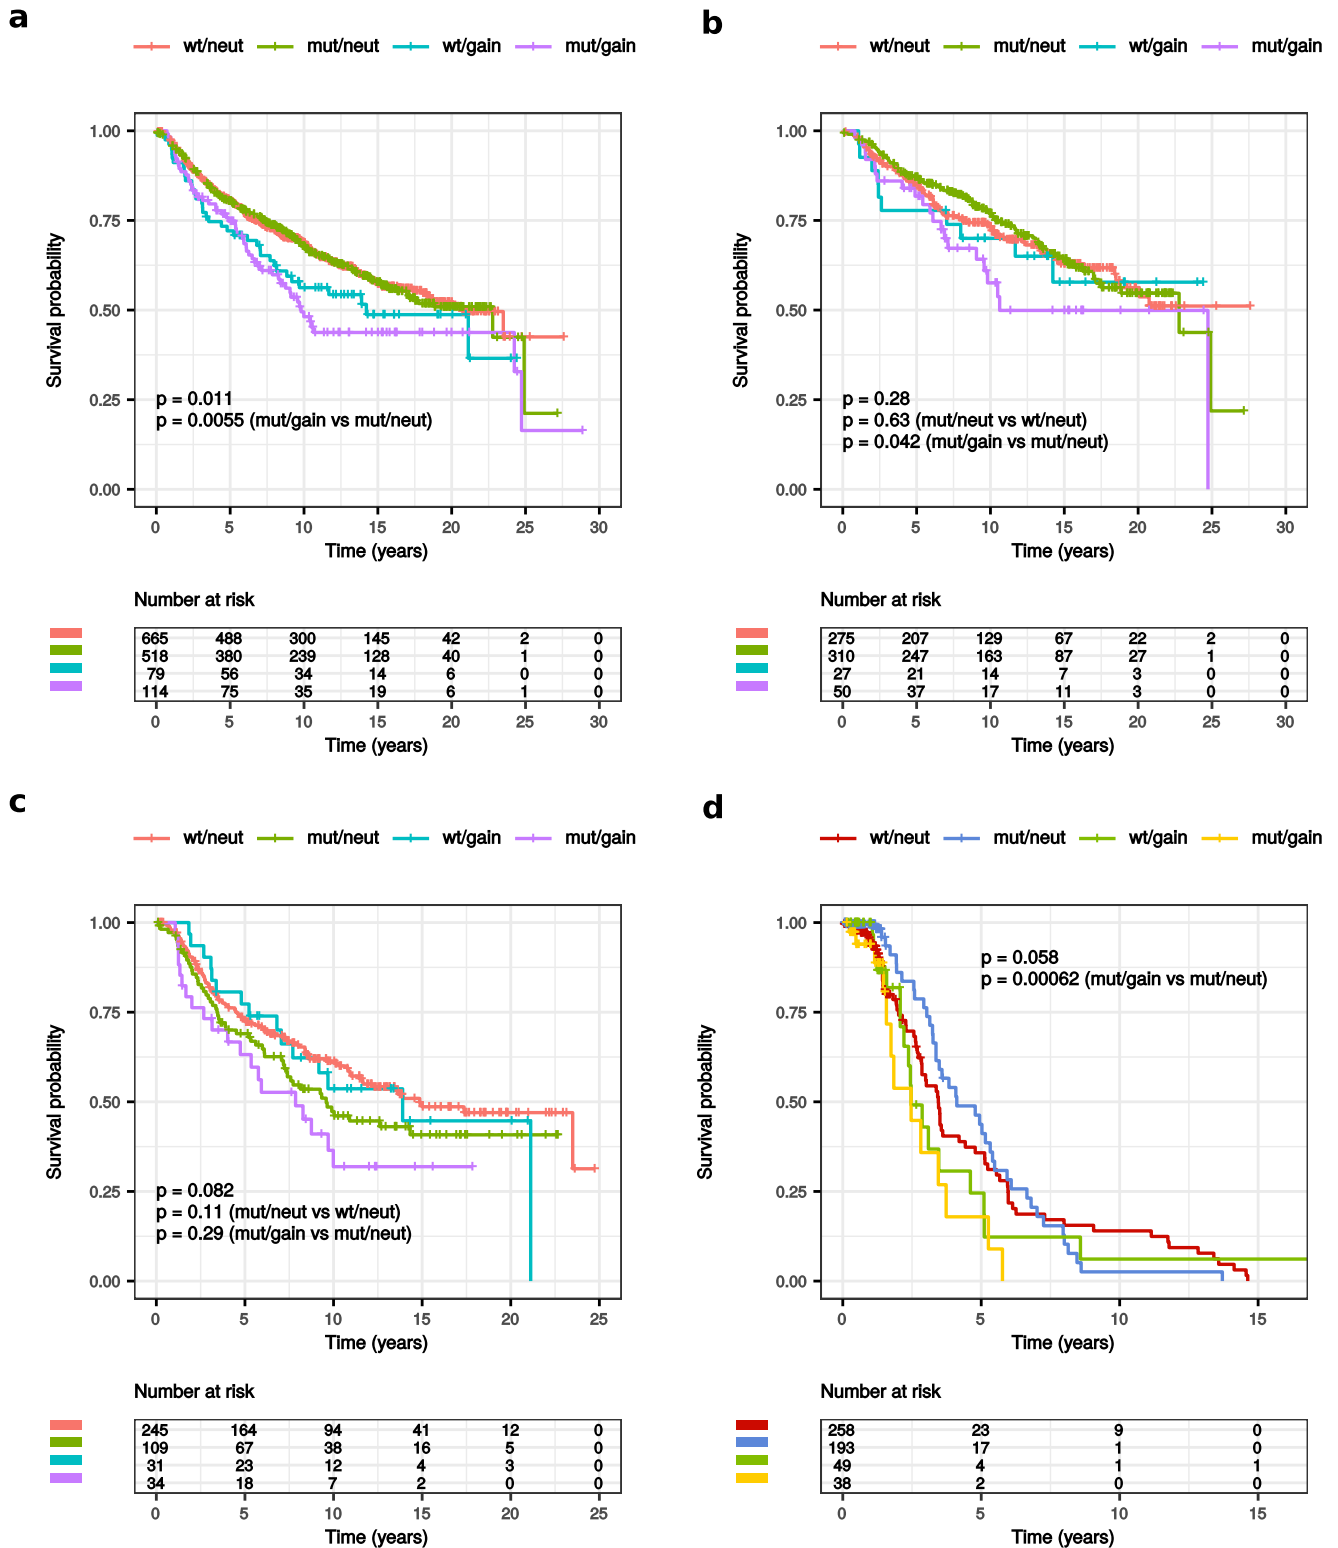 a
wt/neut mut/neut wt/gain mut/gain
Survival probability
1.00
0.75
0.50
0.25
0.00
p = 0.011
p = 0.0055 (mut/gain vs mut/neut)
0 5 10 15 20 25 30
Time (years)
Number at risk
665 488 300 145 42 2 0
518 380 239 128 40 1 0
79 56 34 14 6 0 0
114 75 35 19 6 1 0
0 5 10 15 20 25 30
Time (years)
b
wt/neut mut/neut wt/gain mut/gain
Survival probability
1.00
0.75
0.50
0.25
0.00
p = 0.28
p = 0.63 (mut/neut vs wt/neut)
p = 0.042 (mut/gain vs mut/neut)
0 5 10 15 20 25 30
Time (years)
Number at risk
275 207 129 67 22 2 0
310 247 163 87 27 1 0
27 21 14 7 3 0 0
50 37 17 11 3 0 0
0 5 10 15 20 25 30
Time (years)
c
wt/neut mut/neut wt/gain mut/gain
Survival probability
1.00
0.75
0.50
0.25
0.00
p = 0.082
p = 0.11 (mut/neut vs wt/neut)
p = 0.29 (mut/gain vs mut/neut)
0 5 10 15 20 25
Time (years)
Number at risk
245 164 94 41 12 0
109 67 38 16 5 0
31 23 12 4 3 0
34 18 7 2 0 0
0 5 10 15 20 25
Time (years)
d
wt/neut mut/neut wt/gain mut/gain
Survival probability
1.00
0.75
0.50
0.25
0.00
p = 0.058
p = 0.00062 (mut/gain vs mut/neut)
0 5 10 15
Time (years)
Number at risk
258 23 9 0
193 17 1 0
49 4 1 1
38 2 0 0
0 5 10 15
Time (years)